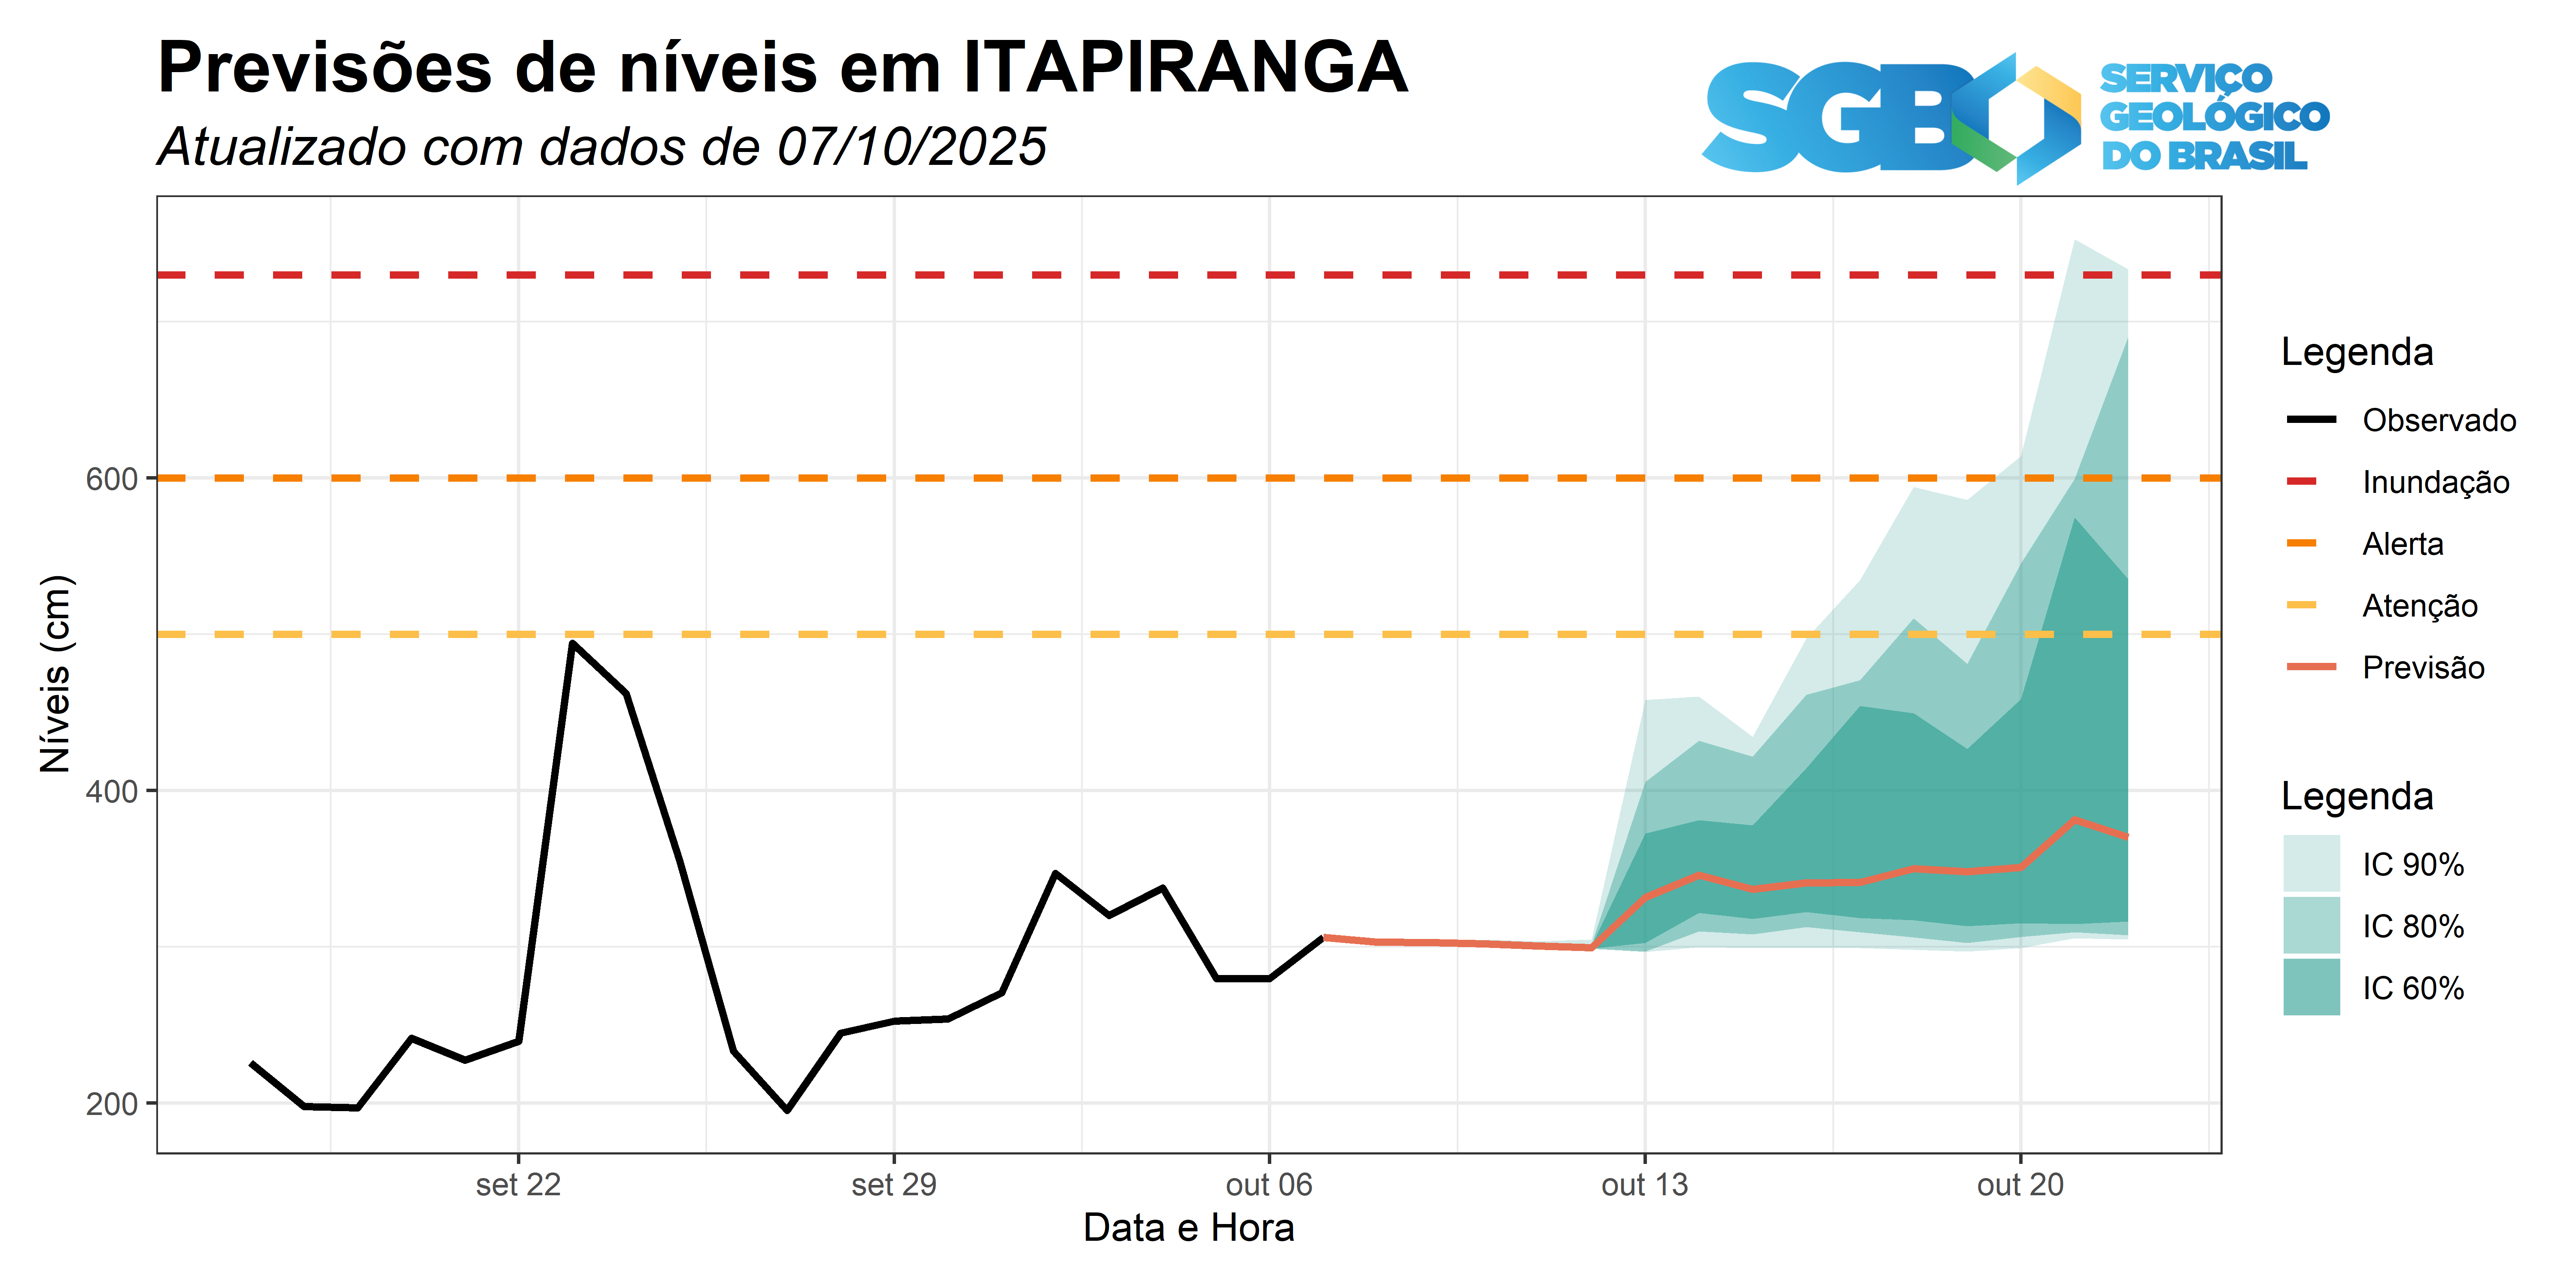 Previsões de níveis em ITAPIRANGA
Atualizado com dados de 07/10/2025
SGB
SERVIÇO
GEOLÓGICO
DO BRASIL
Níveis (cm)
600
400
200
set 22
set 29
out 06
out 13
out 20
Data e Hora
Legenda
Observado
Inundação
Alerta
Atenção
Previsão
Legenda
IC 90%
IC 80%
IC 60%